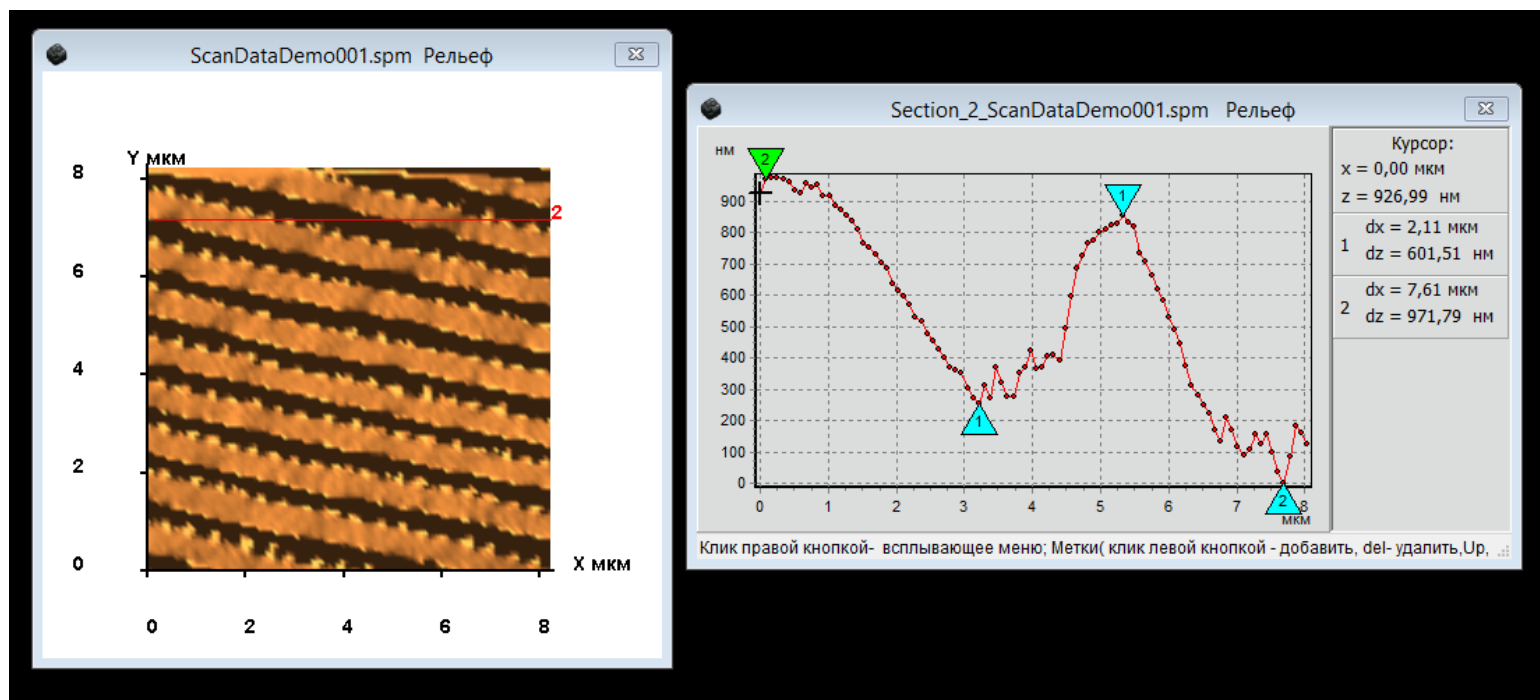 ScanDataDemo001.spm Рельеф
Y мкм
8
6
4
2
0
2
X мкм
0 2 4 6 8
Section_2_ScanDataDemo001.spm Рельеф
нм
900
800
700
600
500
400
300
200
100
0
0 1 2 3 4 5 6 7 8
мкм
2
1
1
2
Курсор:
x = 0,00 мкм
z = 926,99 нм
1 dx = 2,11 мкм
dz = 601,51 нм
2 dx = 7,61 мкм
dz = 971,79 нм
Клик правой кнопкой- всплывающее меню; Метки( клик левой кнопкой - добавить, del- удалить,Up,